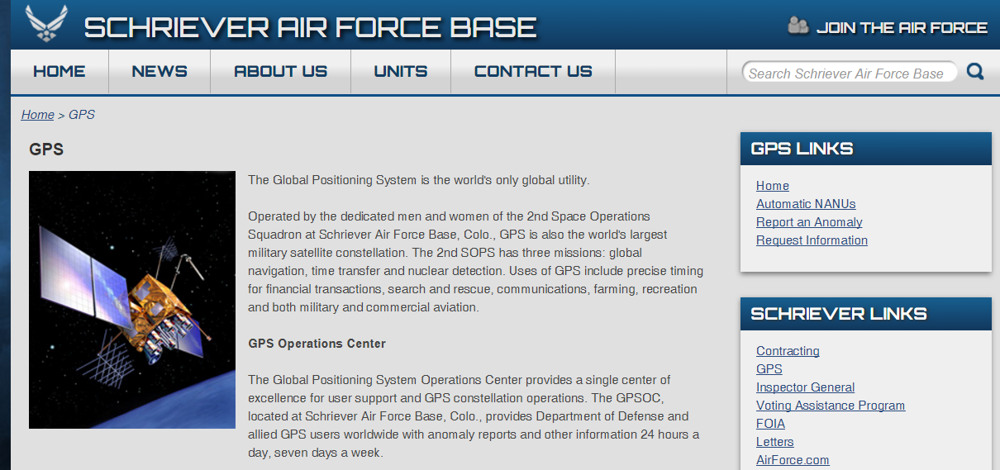 SCHRIEVER AIR FORCE BASE
JOIN THE AIR FORCE
HOME
NEWS
ABOUT US
UNITS
CONTACT US
Search Schriever Air Force Base
Home > GPS
GPS
The Global Positioning System is the world's only global utility.
Operated by the dedicated men and women of the 2nd Space Operations
Squadron at Schriever Air Force Base, Colo., GPS is also the world's largest
military satellite constellation. The 2nd SOPS has three missions: global
navigation, time transfer and nuclear detection. Uses of GPS include precise timing
for financial transactions, search and rescue, communications, farming, recreation
and both military and commercial aviation.
GPS Operations Center
The Global Positioning System Operations Center provides a single center of
excellence for user support and GPS constellation operations. The GPSOC,
located at Schriever Air Force Base, Colo., provides Department of Defense and
allied GPS users worldwide with anomaly reports and other information 24 hours a
day, seven days a week.
GPS LINKS
Home
Automatic NANUs
Report an Anomaly
Request Information
SCHRIEVER LINKS
Contracting
GPS
Inspector General
Voting Assistance Program
FOIA
Letters
AirForce.com